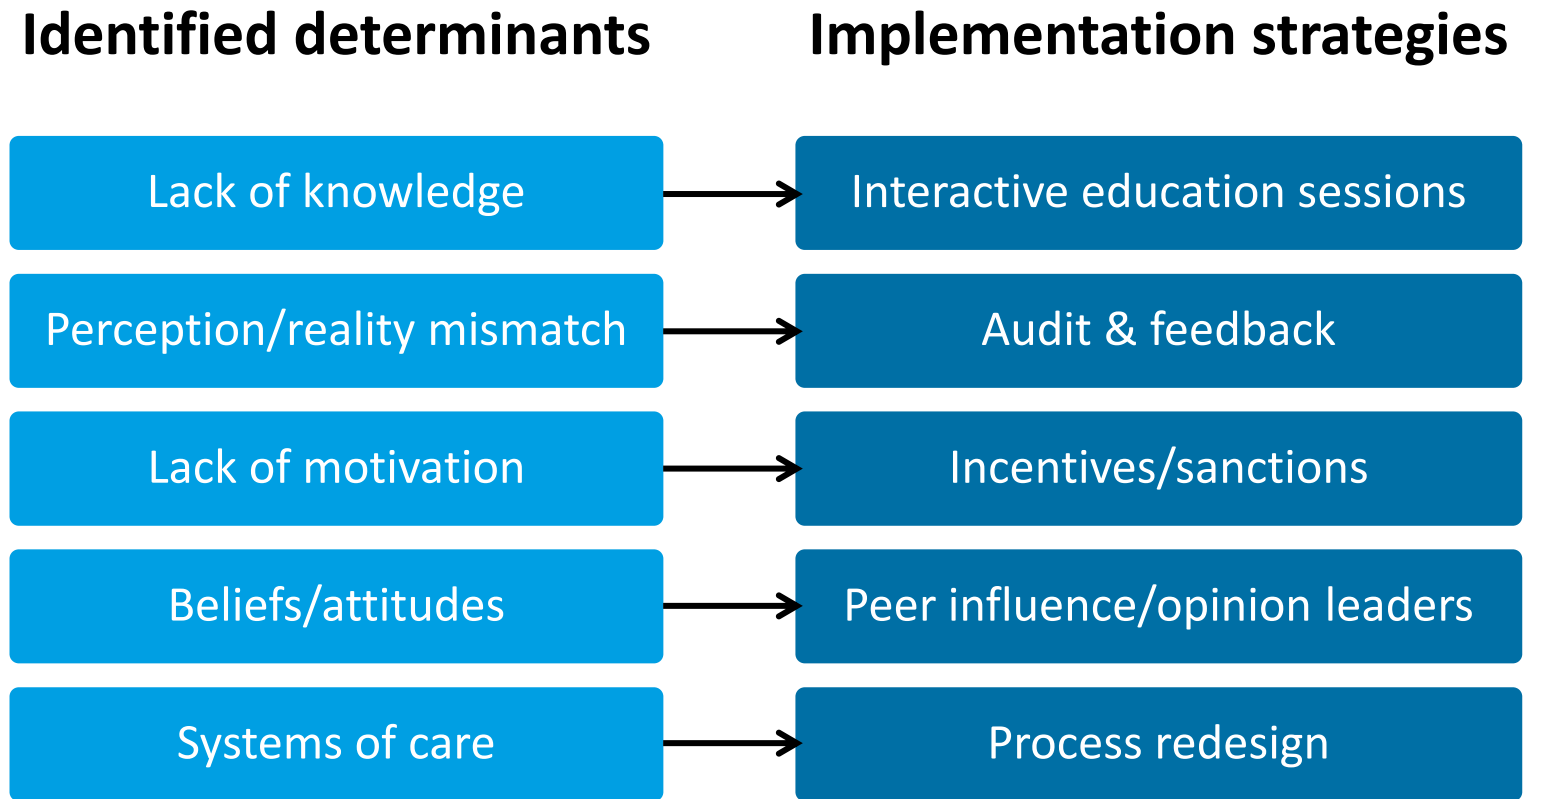 Identified determinants
Implementation strategies
Lack of knowledge
Interactive education sessions
Perception/reality mismatch
Audit & feedback
Lack of motivation
Incentives/sanctions
Beliefs/attitudes
Peer influence/opinion leaders
Systems of care
Process redesign